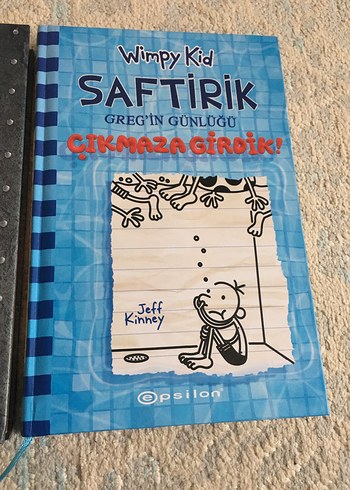 Wimpy Kid
SAFTİRİK
GREG'İN GÜNLÜĞÜ
ÇIKMAZA GİRDİK!
Jeff
Kinney
epsilon